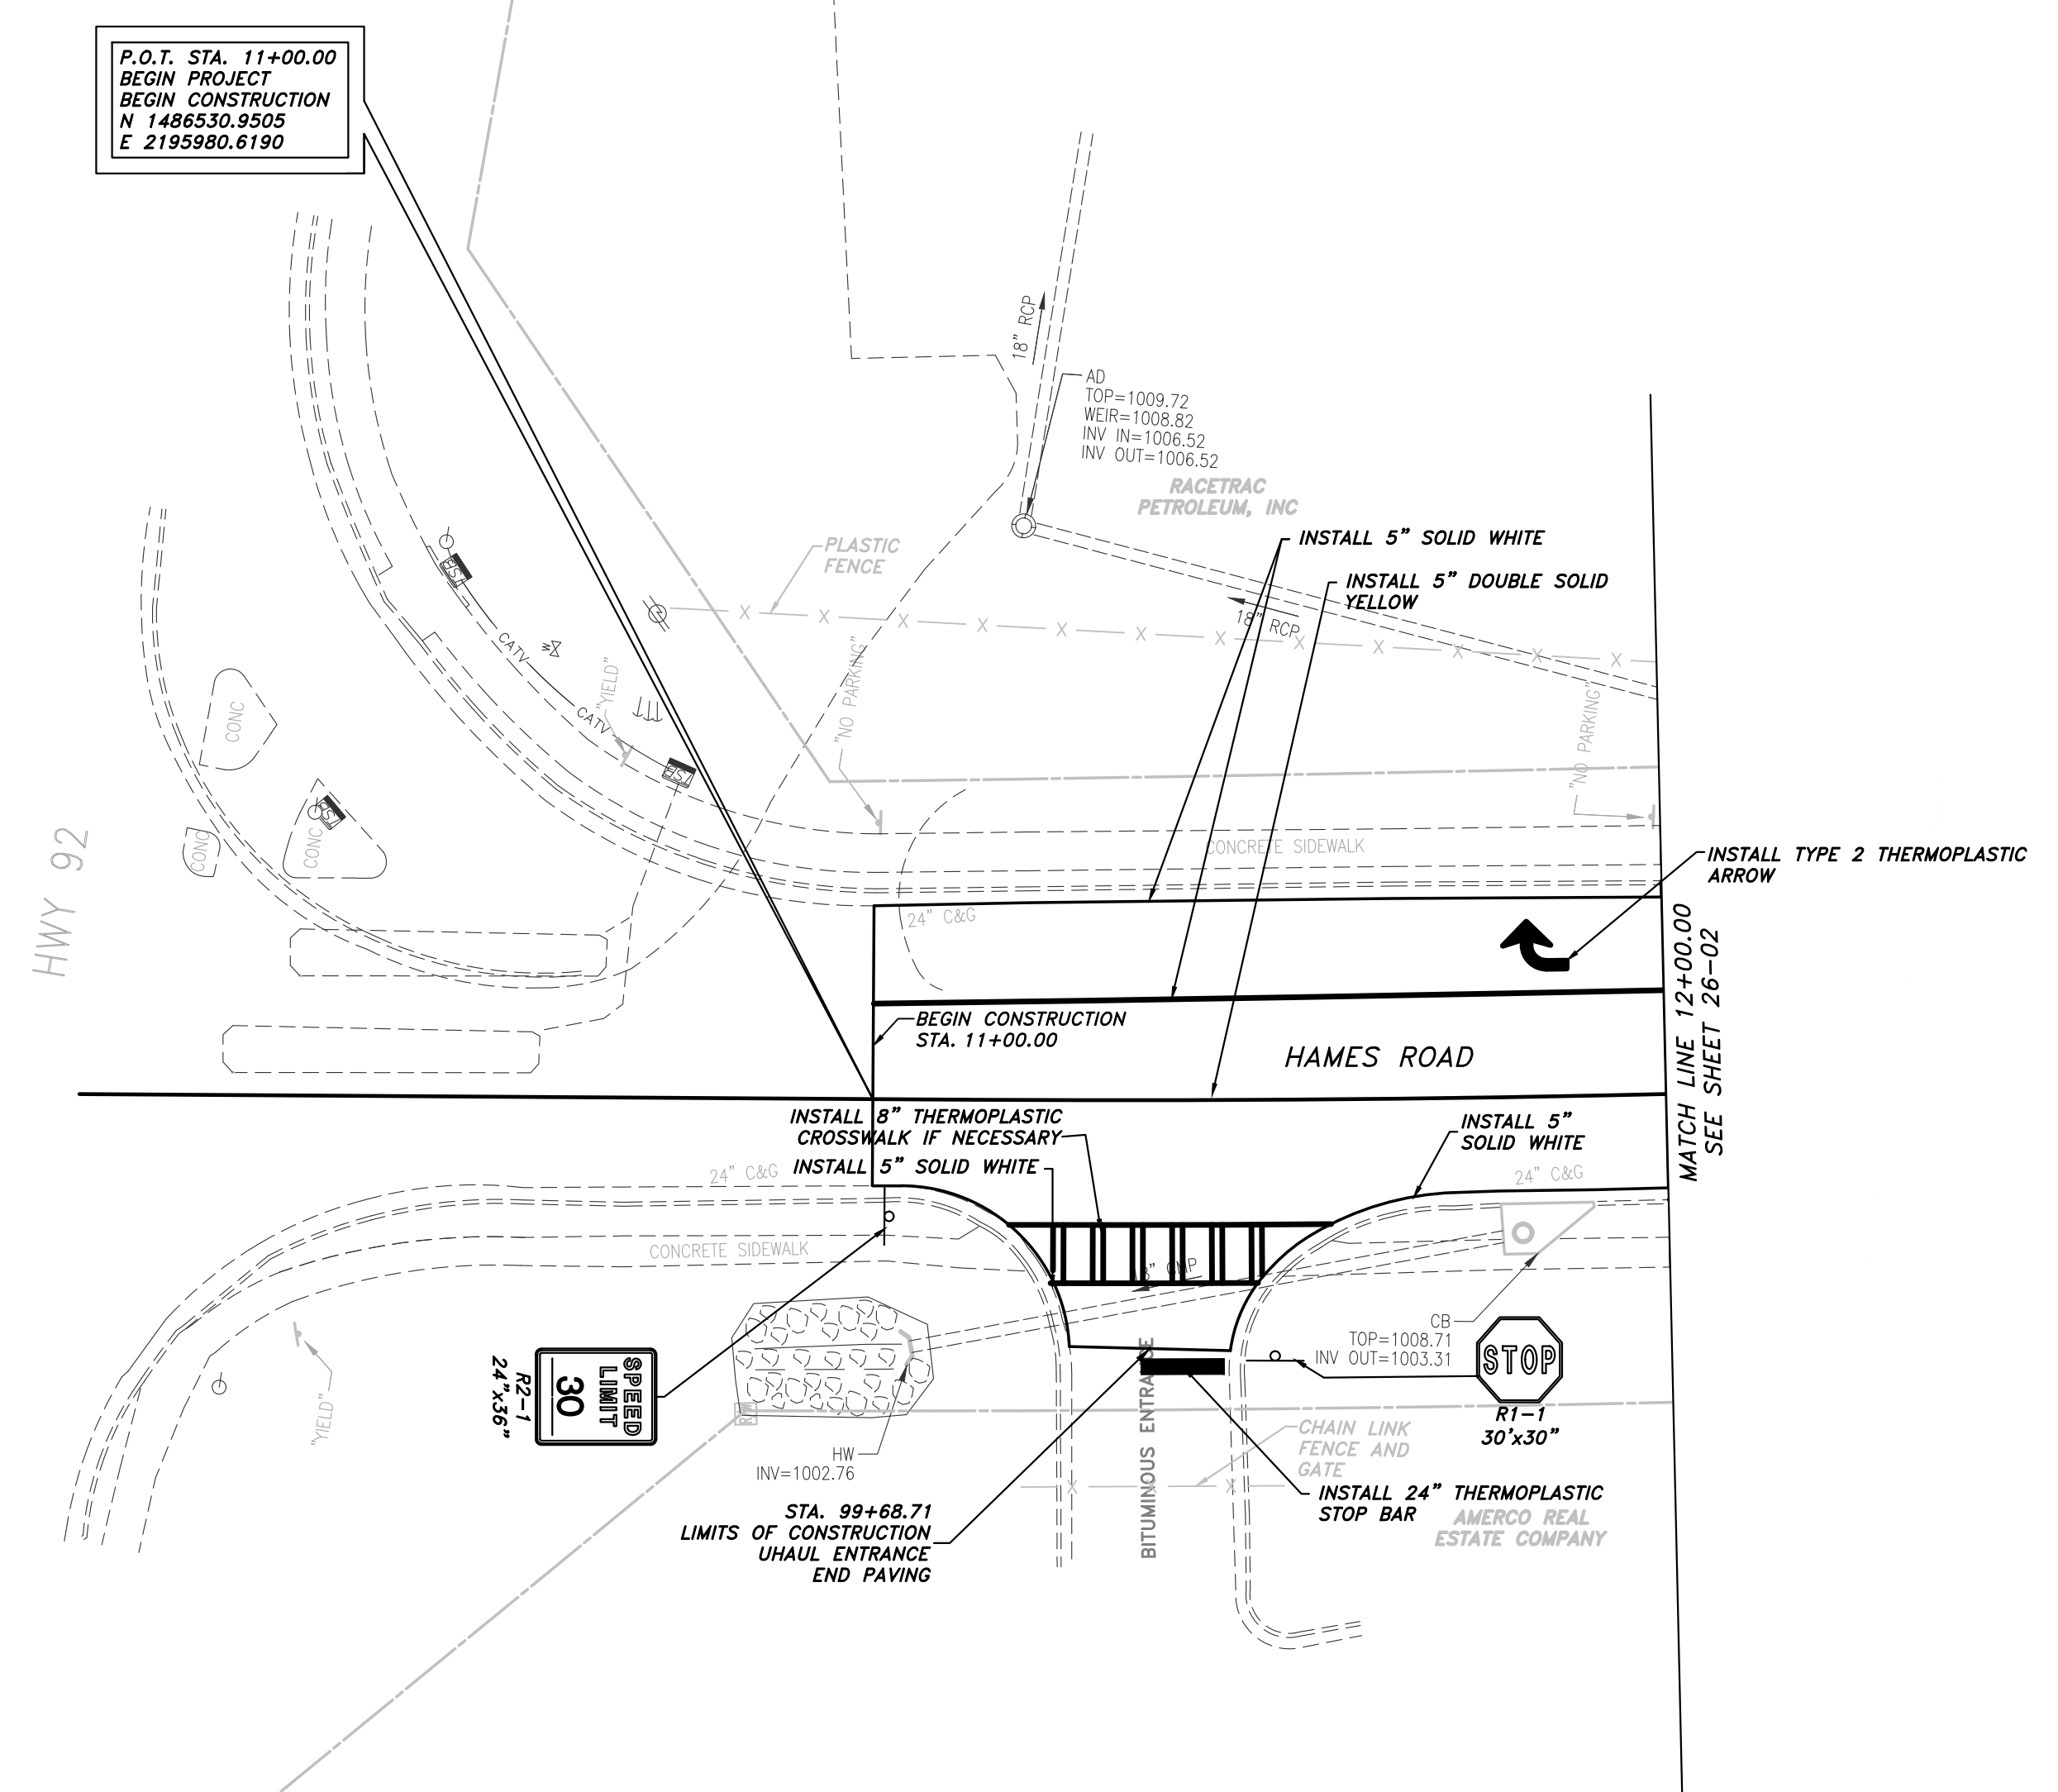 P.O.T. STA. 11+00.00
BEGIN PROJECT
BEGIN CONSTRUCTION
N 1486530.9505
E 2195980.6190
18" RCP
AD
TOP=1009.72
WEIR=1008.82
INV IN=1006.52
INV OUT=1006.52
RACETRAC
PETROLEUM, INC
INSTALL 5" SOLID WHITE
PLASTIC
FENCE
INSTALL 5" DOUBLE SOLID
YELLOW
18" RCP
CATV
CATV
"YIELD"
"NO PARKING"
"NO PARKING"
CONC
CONC
CONC
HWY 92
CONCRETE SIDEWALK
INSTALL TYPE 2 THERMOPLASTIC
ARROW
24" C&G
MATCH LINE 12+00.00
SEE SHEET 26-02
BEGIN CONSTRUCTION
STA. 11+00.00
HAMES ROAD
INSTALL 8" THERMOPLASTIC
CROSSWALK IF NECESSARY
INSTALL 5" SOLID WHITE
INSTALL 5"
SOLID WHITE
24" C&G
24" C&G
CONCRETE SIDEWALK
CMP
CB
TOP=1008.71
INV OUT=1003.31
STOP
R1-1
30'x30"
SPEED
LIMIT
30
R2-1
24"x36"
"YIELD"
R/W
HW
INV=1002.76
BITUMINOUS ENTRANCE
CHAIN LINK
FENCE AND
GATE
INSTALL 24" THERMOPLASTIC
STOP BAR
AMERCO REAL
ESTATE COMPANY
STA. 99+68.71
LIMITS OF CONSTRUCTION
UHAUL ENTRANCE
END PAVING